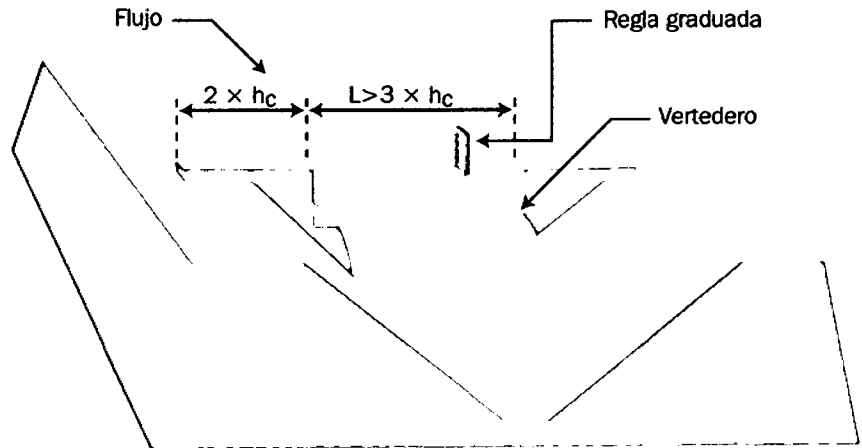 Flujo
Regla graduada
2 × hc
L>3 × hc
Vertedero